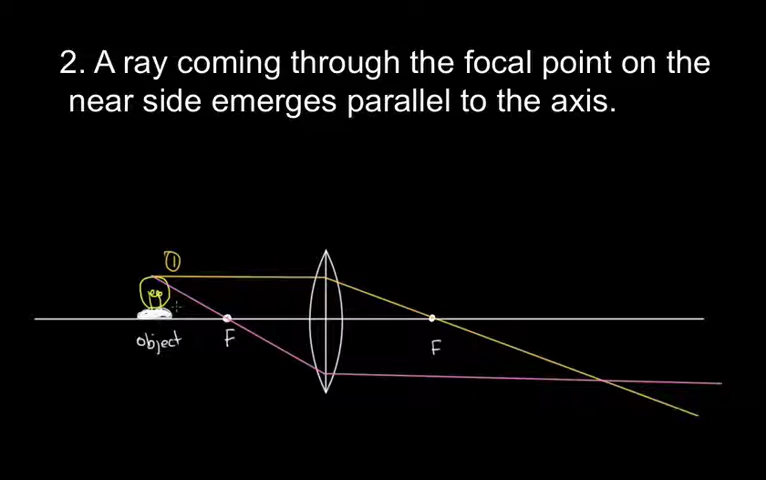 2. A ray coming through the focal point on the
near side emerges parallel to the axis.
1
object
F
F